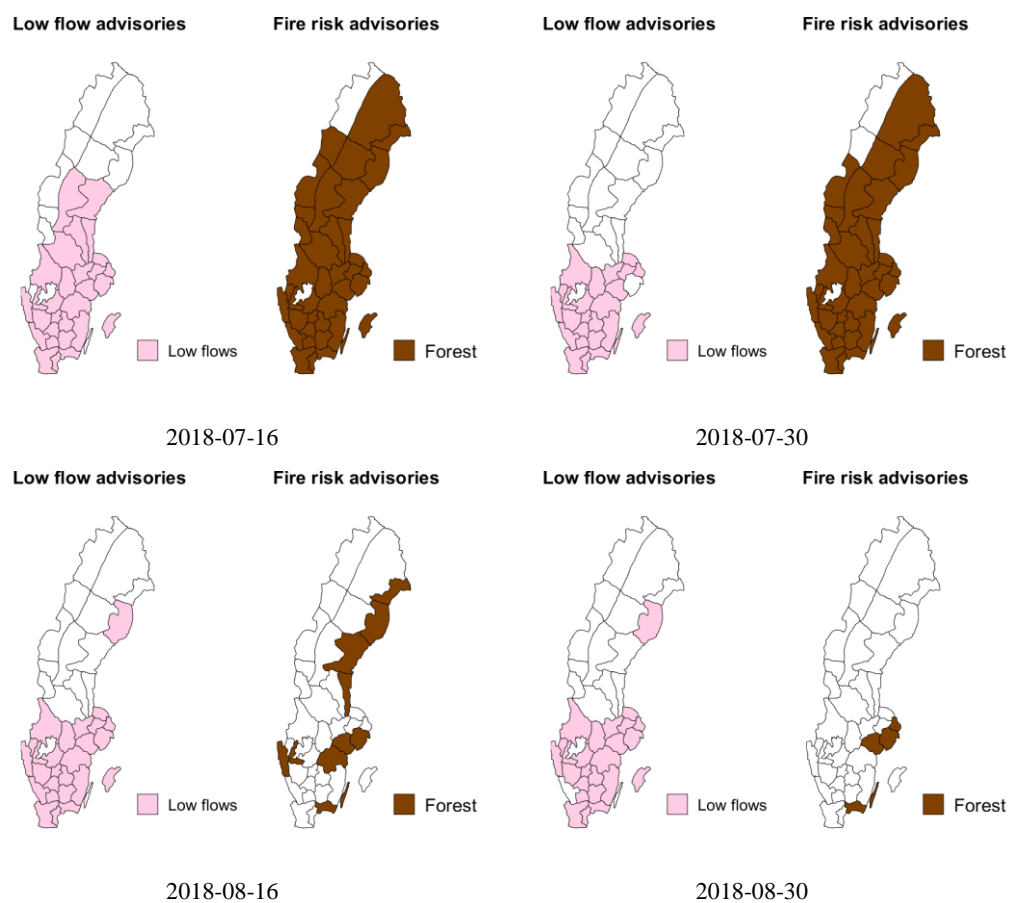 Low flow advisories
Fire risk advisories
Low flow advisories
Fire risk advisories
Low flows
Forest
Low flows
Forest
2018-07-16
2018-07-30
Low flow advisories
Fire risk advisories
Low flow advisories
Fire risk advisories
Low flows
Forest
Low flows
Forest
2018-08-16
2018-08-30